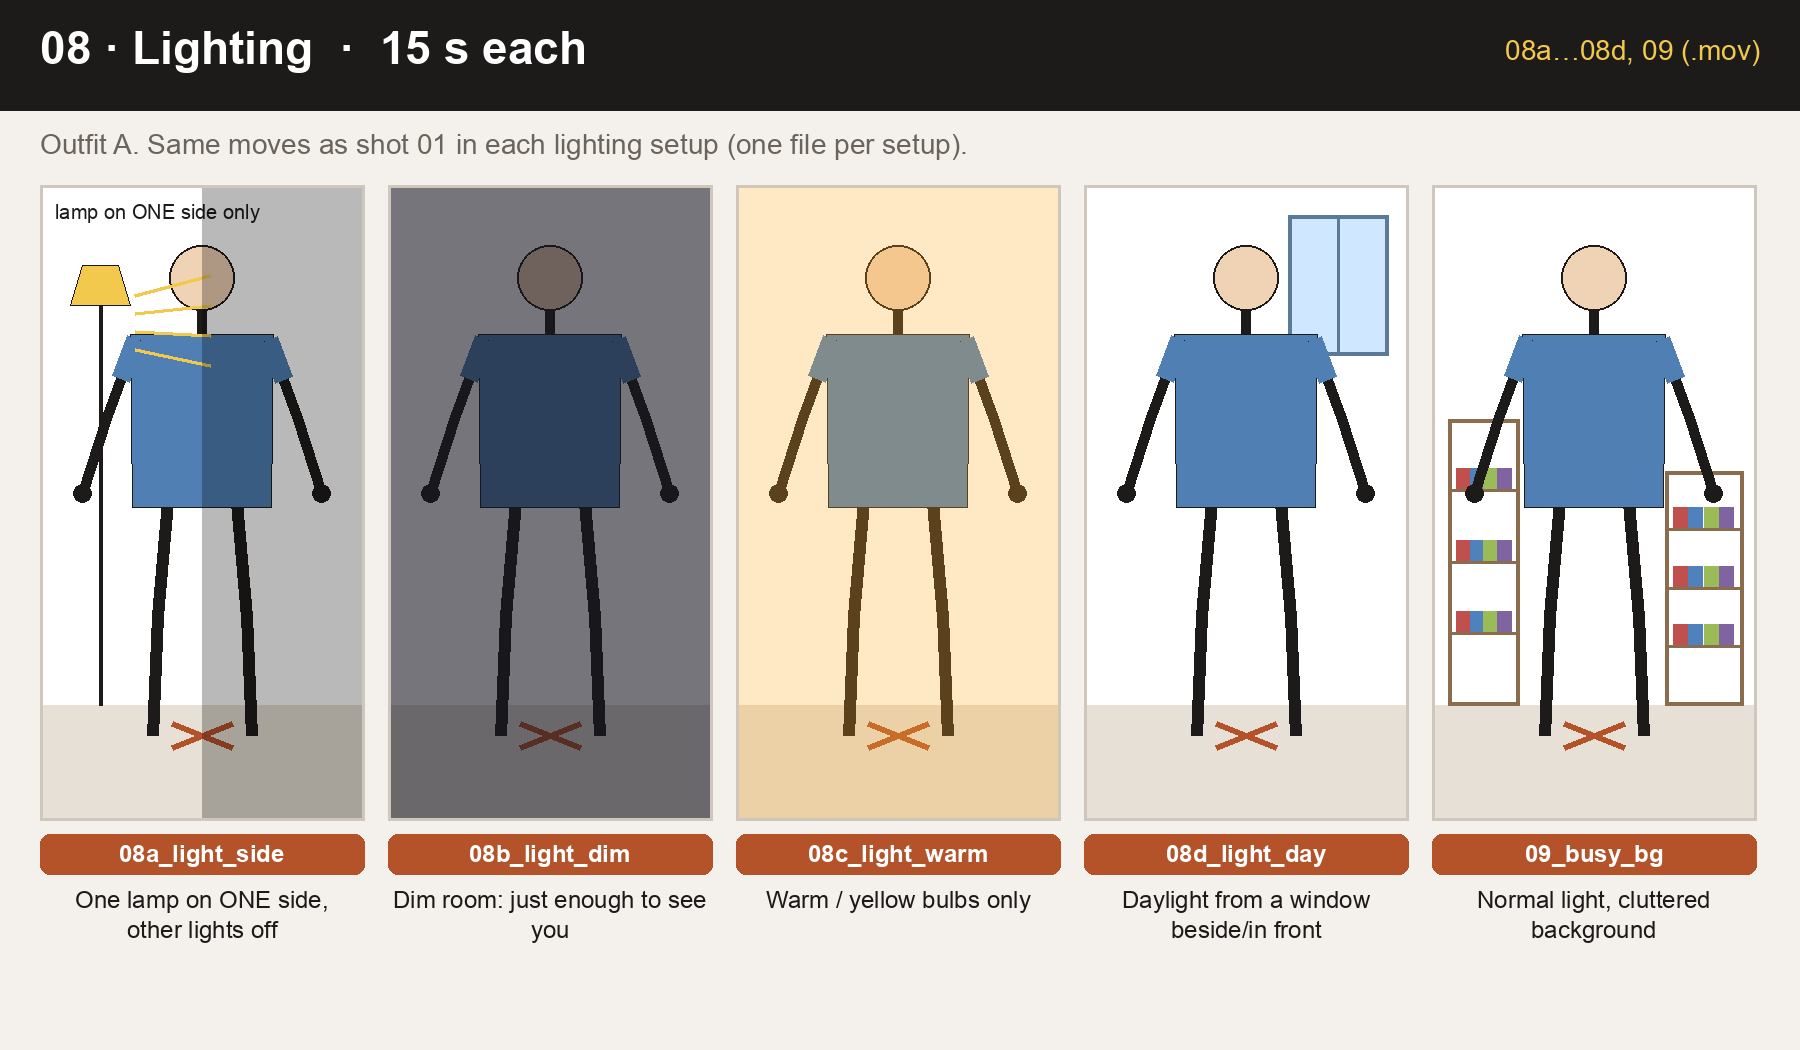 08 · Lighting · 15 s each
08a…08d, 09 (.mov)
Outfit A. Same moves as shot 01 in each lighting setup (one file per setup).
lamp on ONE side only
08a_light_side
One lamp on ONE side,
other lights off
08b_light_dim
Dim room: just enough to see
you
08c_light_warm
Warm / yellow bulbs only
08d_light_day
Daylight from a window
beside/in front
09_busy_bg
Normal light, cluttered
background